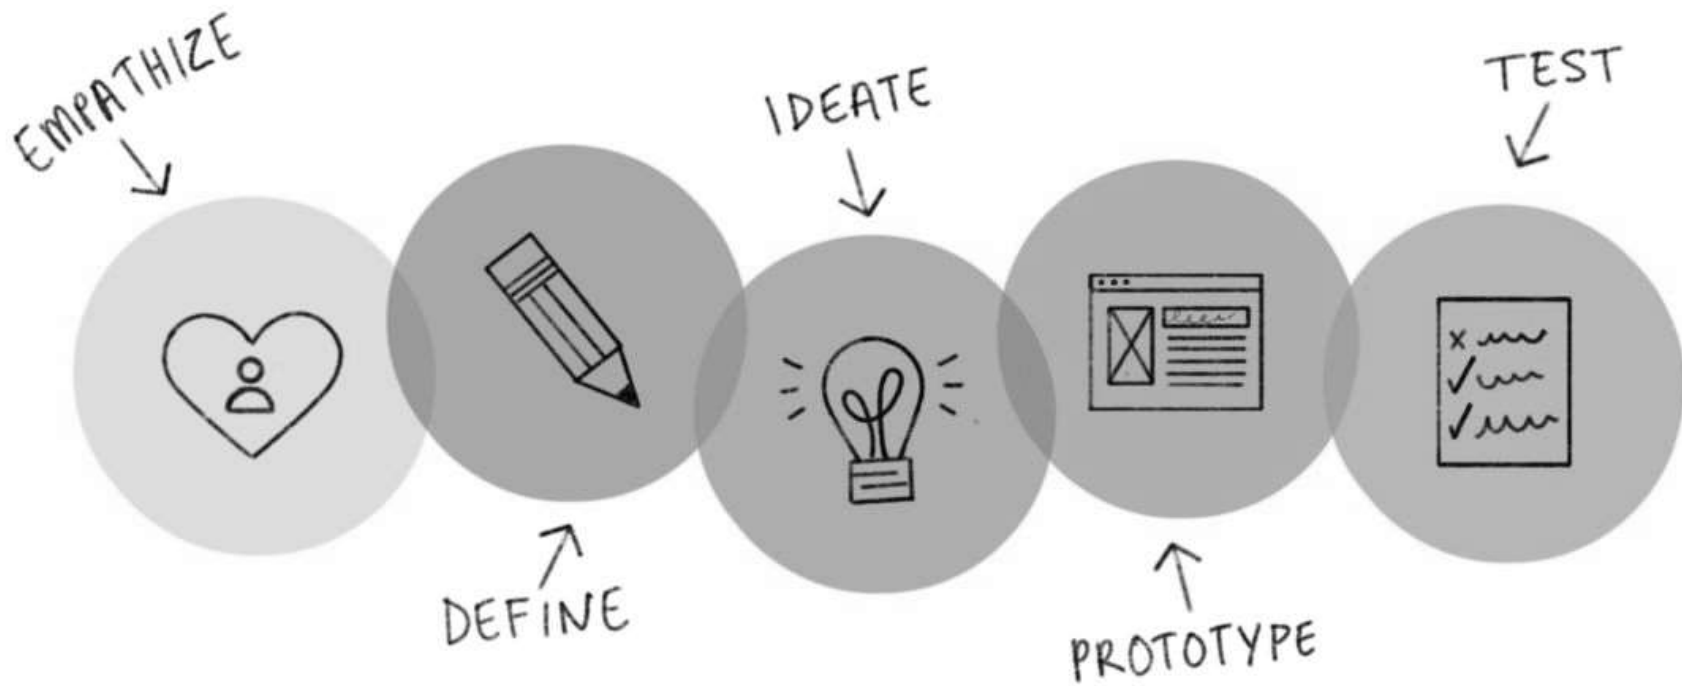 EMPATHIZE
DEFINE
IDEATE
PROTOTYPE
TEST